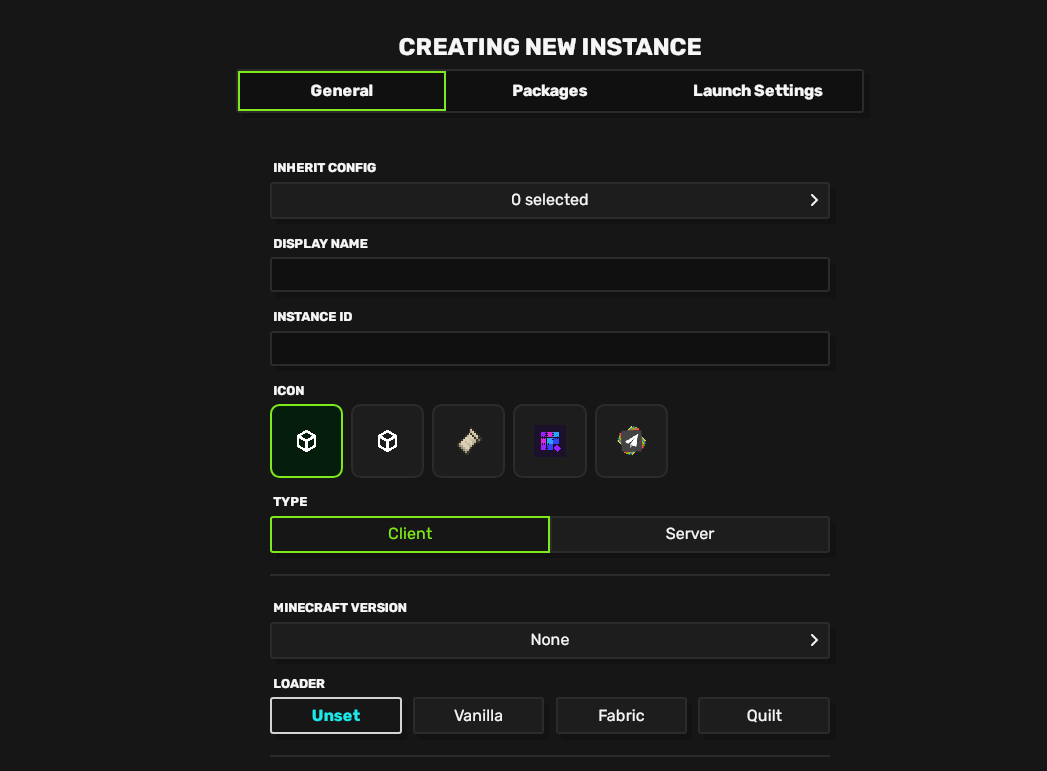 CREATING NEW INSTANCE
General Packages Launch Settings
INHERIT CONFIG
0 selected
DISPLAY NAME
INSTANCE ID
ICON
TYPE
Client Server
MINECRAFT VERSION
None
LOADER
Unset Vanilla Fabric Quilt